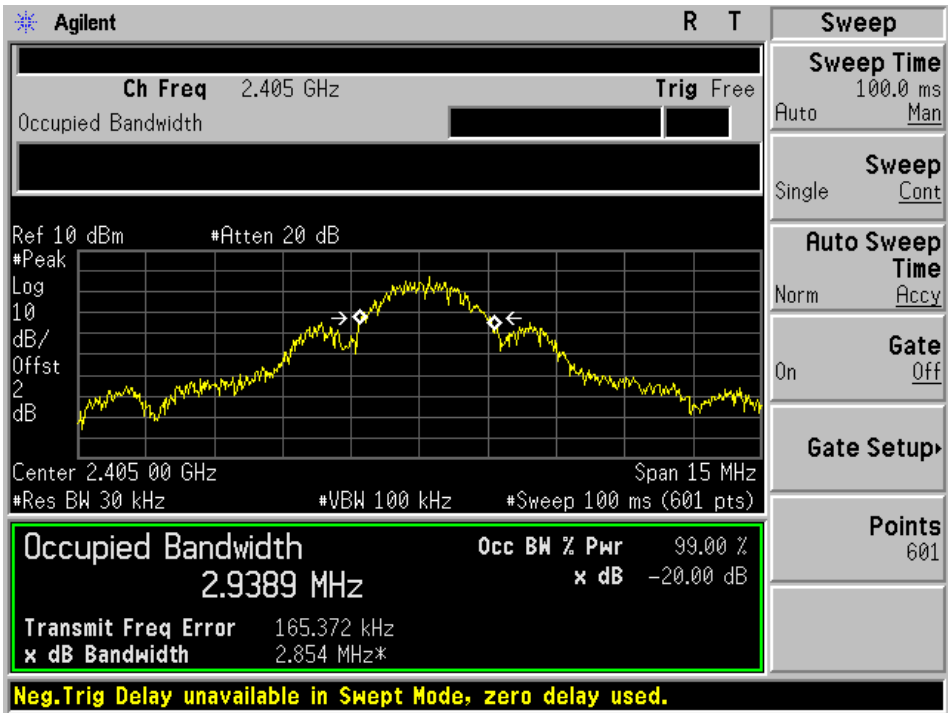 Agilent R T
Ch Freq 2.405 GHz Trig Free
Occupied Bandwidth
Ref 10 dBm #Atten 20 dB
#Peak
Log
10
dB/
Offst
2
dB
Center 2.405 00 GHz Span 15 MHz
#Res BW 30 kHz #VBW 100 kHz #Sweep 100 ms (601 pts)
Occupied Bandwidth
2.9389 MHz
Occ BW % Pwr 99.00 %
x dB -20.00 dB
Transmit Freq Error 165.372 kHz
x dB Bandwidth 2.854 MHz*
Neg.Trig Delay unavailable in Swept Mode, zero delay used.
Sweep
Sweep Time
100.0 ms
Auto Man
Sweep
Single Cont
Auto Sweep
Time
Norm Accy
Gate
On Off
Gate Setup
Points
601